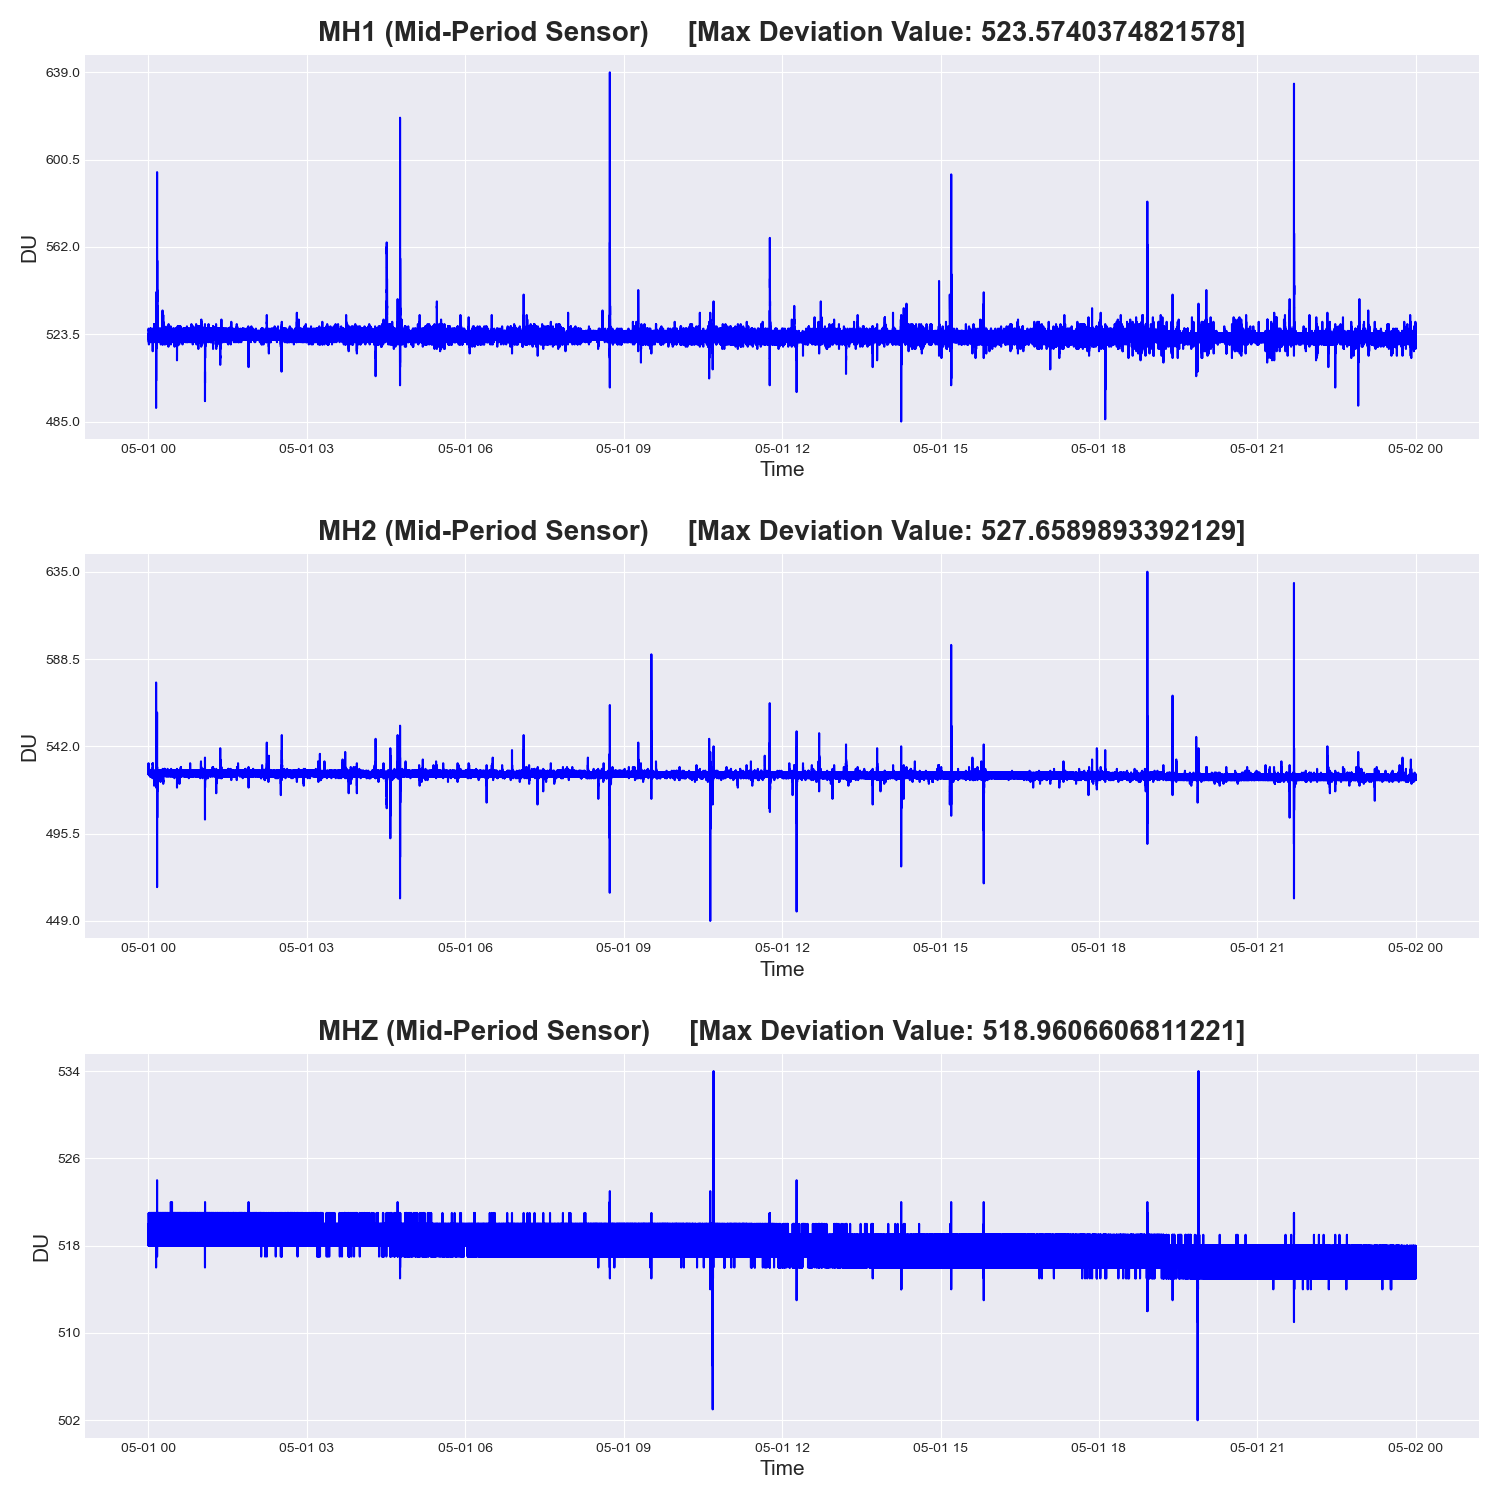 MH1 (Mid-Period Sensor) [Max Deviation Value: 523.5740374821578]
639.0
600.5
562.0
523.5
485.0
DU
05-01 00 05-01 03 05-01 06 05-01 09 05-01 12 05-01 15 05-01 18 05-01 21 05-02 00
Time
MH2 (Mid-Period Sensor) [Max Deviation Value: 527.6589893392129]
635.0
588.5
542.0
495.5
449.0
DU
05-01 00 05-01 03 05-01 06 05-01 09 05-01 12 05-01 15 05-01 18 05-01 21 05-02 00
Time
MHZ (Mid-Period Sensor) [Max Deviation Value: 518.9606606811221]
534
526
518
510
502
DU
05-01 00 05-01 03 05-01 06 05-01 09 05-01 12 05-01 15 05-01 18 05-01 21 05-02 00
Time